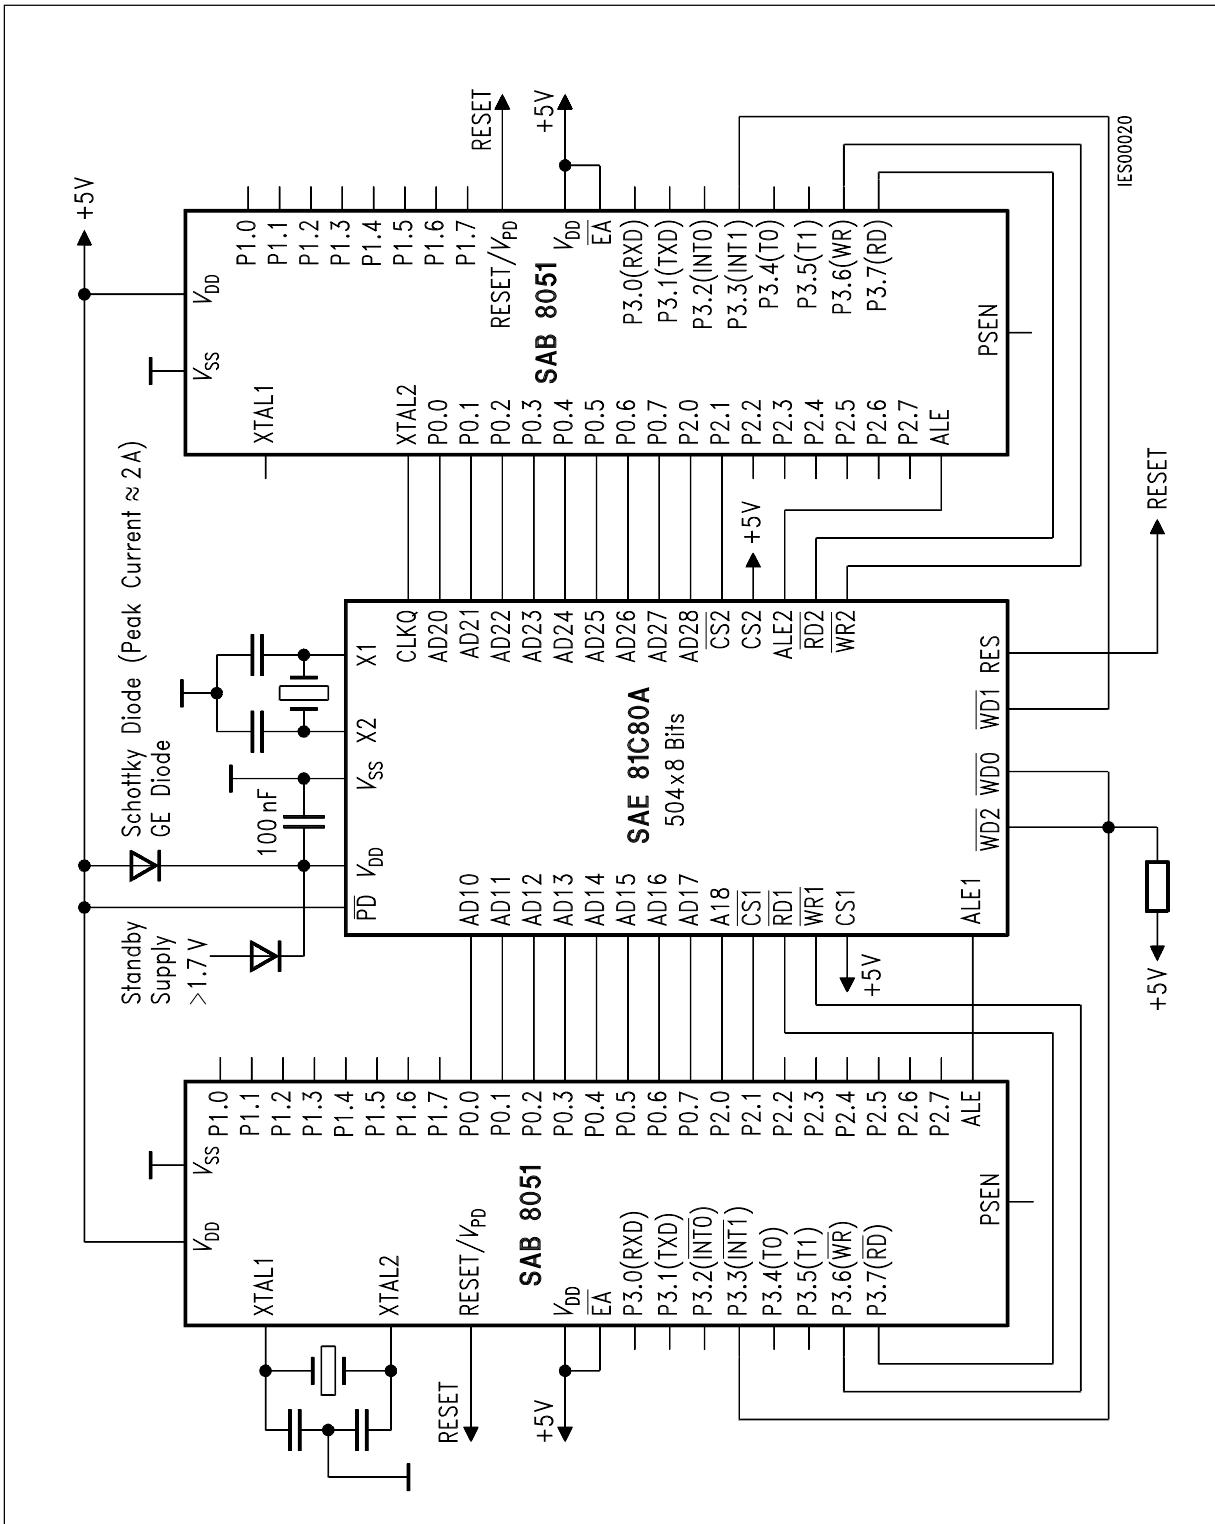 SAB 8051
VDD
VSS
XTAL1
XTAL2
RESET/VPD
VDD
EA
P3.0(RXD)
P3.1(TXD)
P3.2(INT0)
P3.3(INT1)
P3.4(T0)
P3.5(T1)
P3.6(WR)
P3.7(RD)
PSEN
P1.0
P1.1
P1.2
P1.3
P1.4
P1.5
P1.6
P1.7
P0.0
P0.1
P0.2
P0.3
P0.4
P0.5
P0.6
P0.7
P2.0
P2.1
P2.2
P2.3
P2.4
P2.5
P2.6
P2.7
ALE
RESET
+5V
Standby
Supply
>1.7 V
Schottky Diode (Peak Current ≈ 2A)
GE Diode
100 nF
+5V
SAE 81C80A
504x8 Bits
PD
VDD
VSS
X2
X1
AD10
AD11
AD12
AD13
AD14
AD15
AD16
AD17
A18
CS1
RD1
WR1
CS1
ALE1
+5V
CLKQ
AD20
AD21
AD22
AD23
AD24
AD25
AD26
AD27
AD28
CS2
CS2
ALE2
RD2
WR2
+5V
WD2
WD0
WD1
RES
+5V
RESET
SAB 8051
VSS
VDD
XTAL1
XTAL2
P0.0
P0.1
P0.2
P0.3
P0.4
P0.5
P0.6
P0.7
P2.0
P2.1
P2.2
P2.3
P2.4
P2.5
P2.6
P2.7
ALE
PSEN
P1.0
P1.1
P1.2
P1.3
P1.4
P1.5
P1.6
P1.7
RESET/VPD
VDD
EA
P3.0(RXD)
P3.1(TXD)
P3.2(INT0)
P3.3(INT1)
P3.4(T0)
P3.5(T1)
P3.6(WR)
P3.7(RD)
RESET
+5V
IES00020